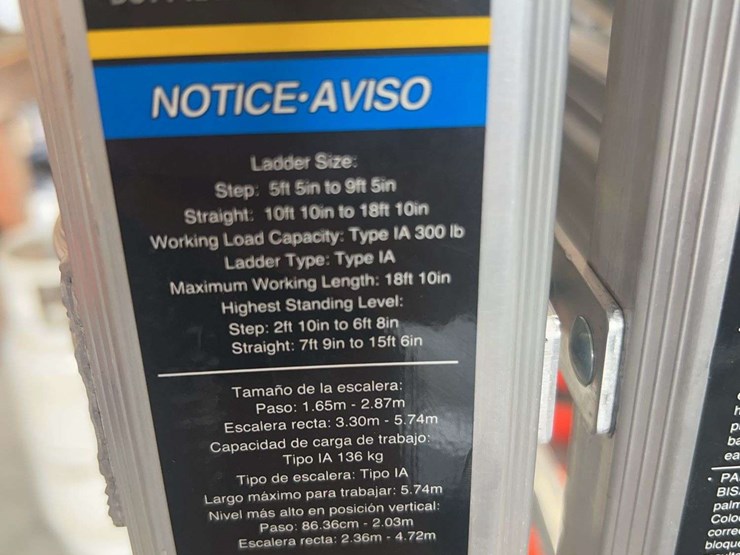 NOTICE•AVISO
Ladder Size:
Step: 5ft 5in to 9ft 5in
Straight: 10ft 10in to 18ft 10in
Working Load Capacity: Type IA 300 lb
Ladder Type: Type IA
Maximum Working Length: 18ft 10in
Highest Standing Level:
Step: 2ft 10in to 6ft 8in
Straight: 7ft 9in to 15ft 6in
Tamaño de la escalera:
Paso: 1.65m - 2.87m
Escalera recta: 3.30m - 5.74m
Capacidad de carga de trabajo:
Tipo IA 136 kg
Tipo de escalera: Tipo IA
Largo máximo para trabajar: 5.74m
Nivel más alto en posición vertical:
Paso: 86.36cm - 2.03m
Escalera recta: 2.36m - 4.72m